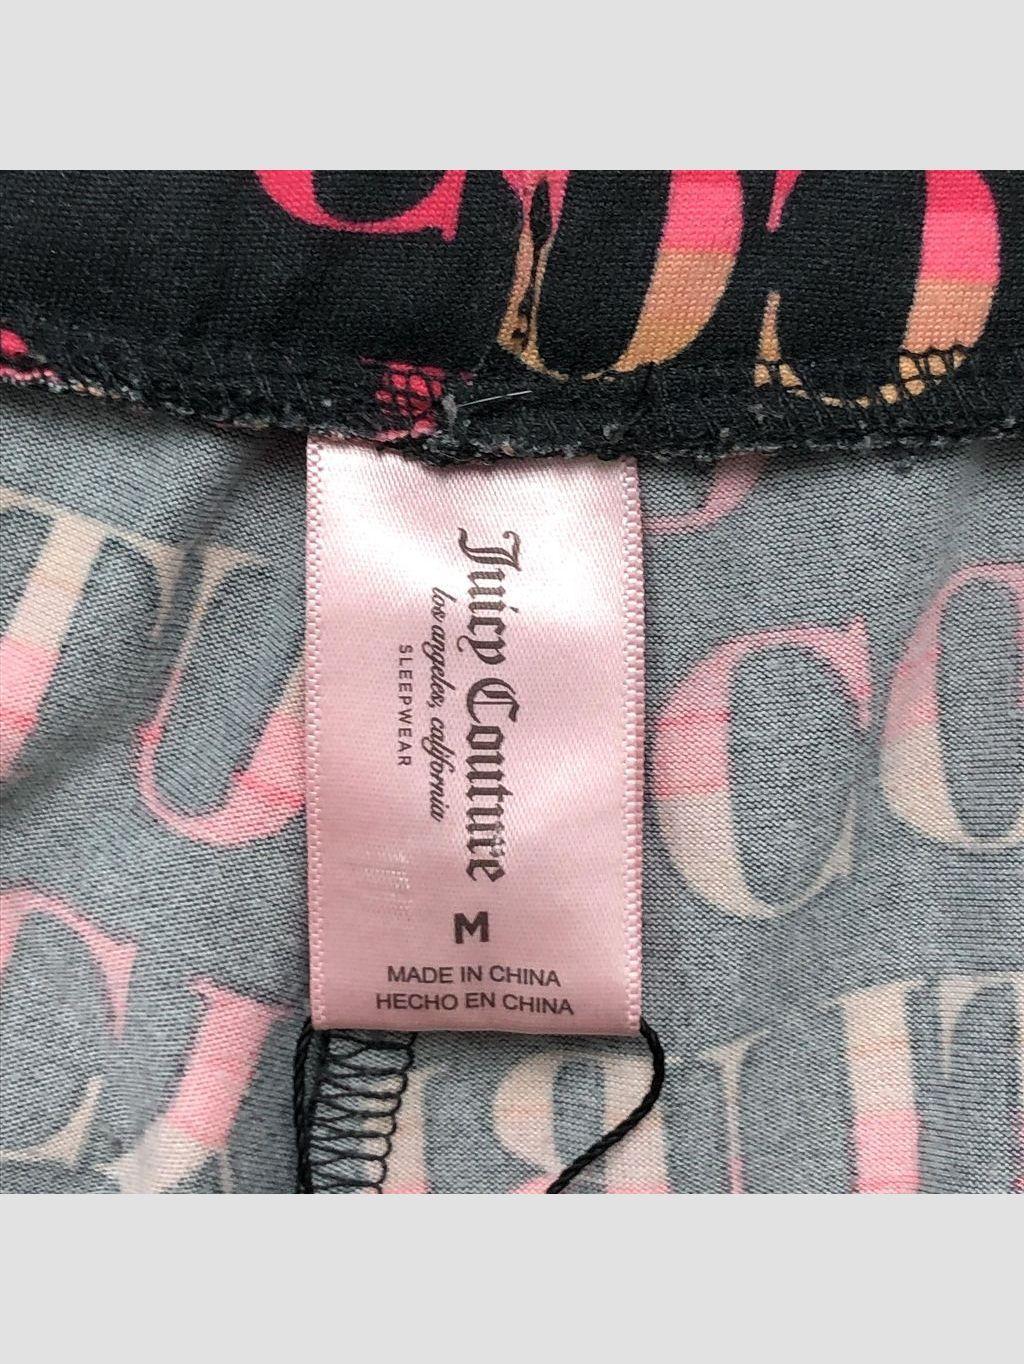 Juicy Couture
los angeles, california
SLEEPWEAR
M
MADE IN CHINA
HECHO EN CHINA